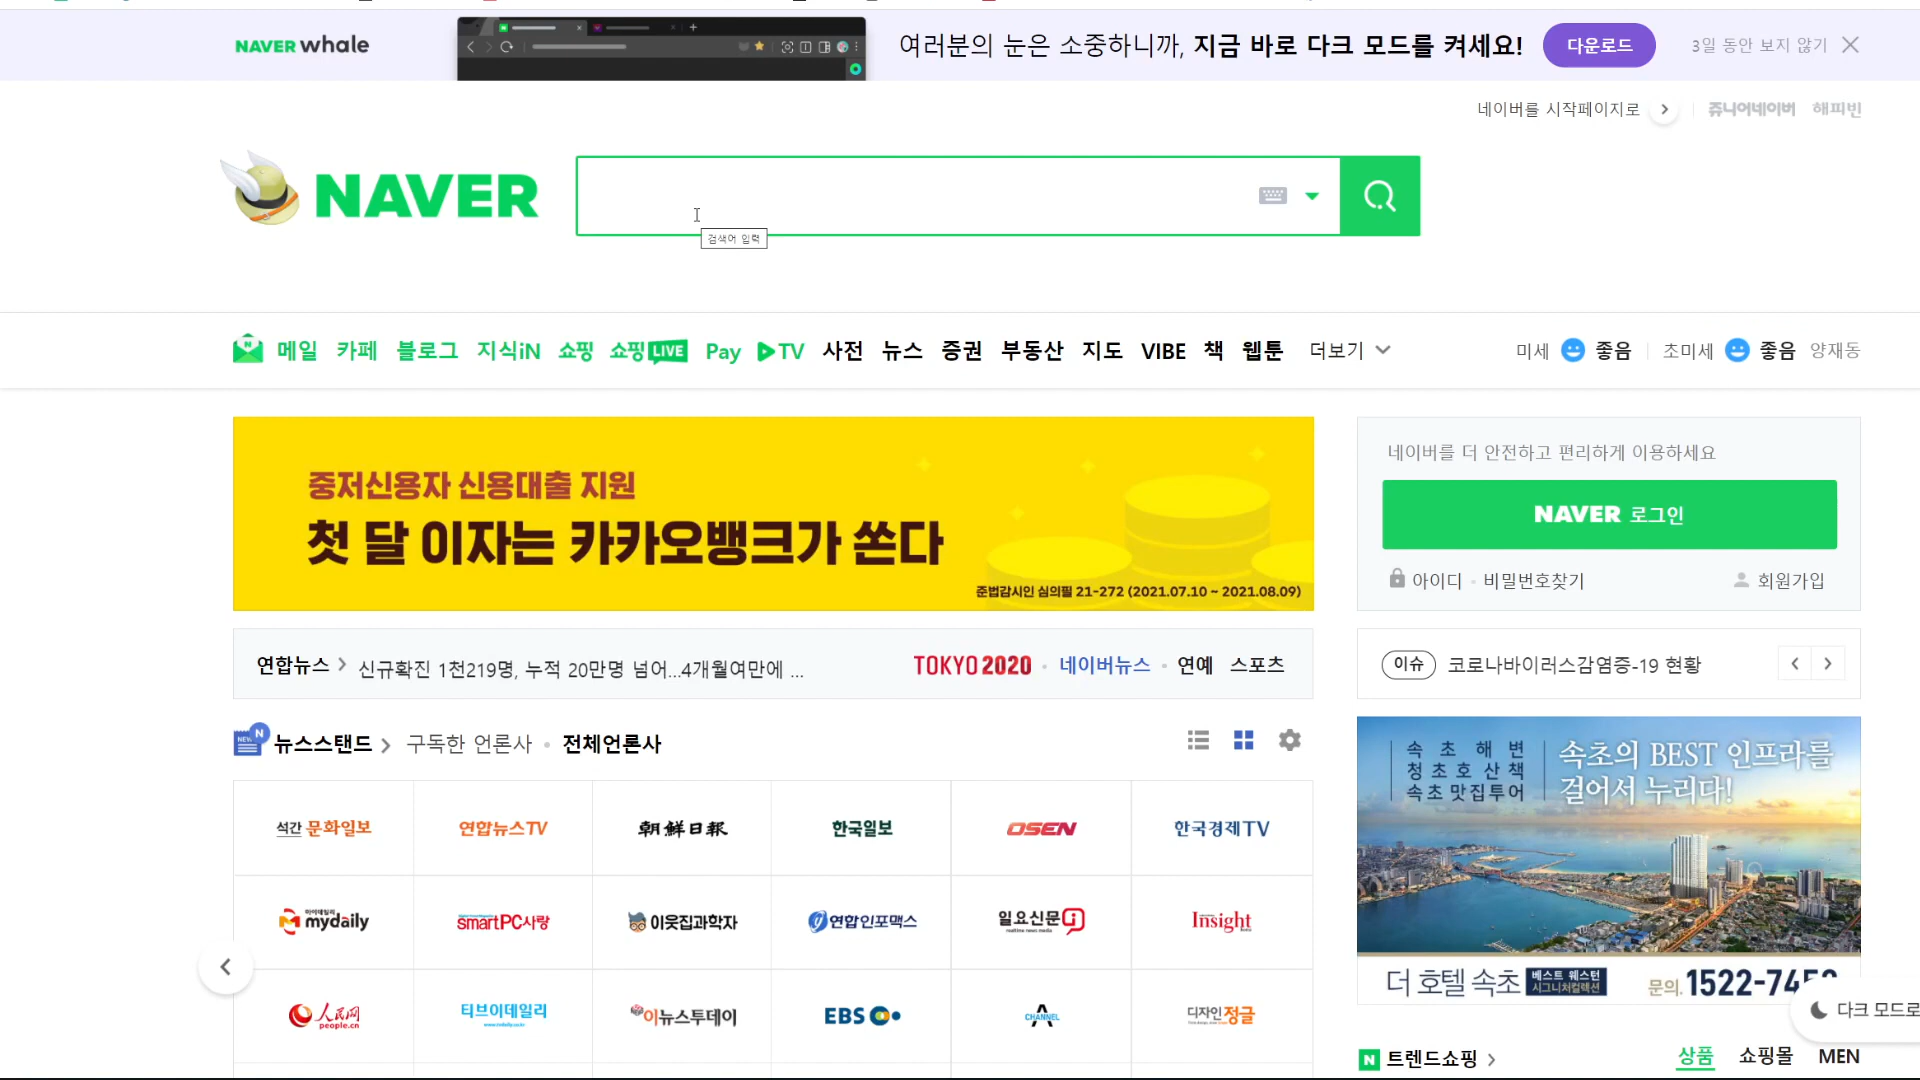 NAVER whale
여러분의 눈은 소중하니까, 지금 바로 다크 모드를 켜세요!
다운로드
3일 동안 보지 않기
네이버를 시작페이지로
쥬니어네이버 해피빈
NAVER
검색어 입력
메일 카페 블로그 지식iN 쇼핑 쇼핑LIVE Pay TV 사전 뉴스 증권 부동산 지도 VIBE 책 웹툰 더보기
미세 좋음 초미세 좋음 양재동
중저신용자 신용대출 지원
첫 달 이자는 카카오뱅크가 쏜다
준법감시인 심의필 21-272 (2021.07.10 ~ 2021.08.09)
네이버를 더 안전하고 편리하게 이용하세요
NAVER 로그인
아이디 · 비밀번호찾기
회원가입
연합뉴스 신규확진 1천219명, 누적 20만명 넘어...4개월여만에 ...
TOKYO 2020 · 네이버뉴스 · 연예 스포츠
이슈 코로나바이러스감염증-19 현황
NEW N 뉴스스탠드 구독한 언론사 · 전체언론사
석간 문화일보 연합뉴스TV 朝鮮日報 한국일보 OSEN 한국경제TV
마이데일리 mydaily smartPC사랑 이웃집과학자 연합인포맥스 일요신문 Insight
人民网 people.cn 티브이데일리 이뉴스투데이 EBS CHANNEL A 디자인정글
속초해변
청초호산책
속초맛집투어
속초의 BEST 인프라를
걸어서 누리다!
더 호텔 속초 베스트 웨스턴 시그니처컬렉션
문의.
다크 모드로
N 트렌드쇼핑
상품 쇼핑몰 MEN